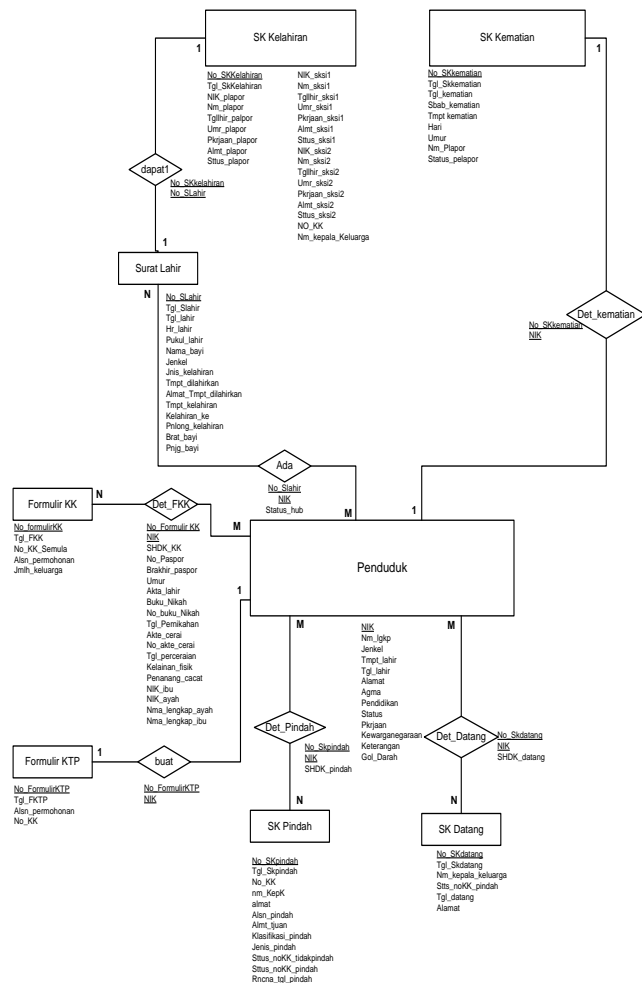 SK Kelahiran
SK Kematian
1
1
No_SKKelahiran
Tgl_SkKelahiran
NIK_plapor
Nm_plapor
Tgllhir_palpor
Umr_plapor
Pkrjaan_plapor
Almt_plapor
Sttus_plapor
NIK_sksi1
Nm_sksi1
Tgllhir_sksi1
Umr_sksi1
Pkrjaan_sksi1
Almt_sksi1
Sttus_sksi1
NIK_sksi2
Nm_sksi2
Tgllhir_sksi2
Umr_sksi2
Pkrjaan_sksi2
Almt_sksi2
Sttus_sksi2
NO_KK
Nm_kepala_Keluarga
No_SKkematian
Tgl_Skkematian
Tgl_kematian
Sbab_kematian
Tmpt kematian
Hari
Umur
Nm_Plapor
Status_pelapor
dapat1
No_SKkelahiran
No_SLahir
1
Surat Lahir
N
No_SLahir
Tgl_Slahir
Tgl_lahir
Hr_lahir
Pukul_lahir
Nama_bayi
Jenkel
Jnis_kelahiran
Tmpt_dilahirkan
Almat_Tmpt_dilahirkan
Tmpt_kelahiran
Kelahiran_ke
Pnlong_kelahiran
Brat_bayi
Pnjg_bayi
Det_kematian
No_SKkematian
NIK
Ada
No_Slahir
NIK
Status_hub
M
1
Formulir KK
N
Det_FKK
M
No_formulirKK
Tgl_FKK
No_KK_Semula
Alsn_permohonan
Jmlh_keluarga
No_Formulir KK
NIK
SHDK_KK
No_Paspor
Brakhir_paspor
Umur
Akta_lahir
Buku_Nikah
No_buku_Nikah
Tgl_Pernikahan
Akte_cerai
No_akte_cerai
Tgl_perceraian
Kelainan_fisik
Penanang_cacat
NIK_ibu
NIK_ayah
Nma_lengkap_ayah
Nma_lengkap_ibu
Penduduk
1
M
M
NIK
Nm_lgkp
Jenkel
Tmpt_lahir
Tgl_lahir
Alamat
Agma
Pendidikan
Status
Pkrjaan
Kewarganegaraan
Keterangan
Gol_Darah
Det_Pindah
No_Skpindah
NIK
SHDK_pindah
Det_Datang
No_Skdatang
NIK
SHDK_datang
Formulir KTP
1
buat
No_FormulirKTP
Tgl_FKTP
Alsn_permohonan
No_KK
No_FormulirKTP
NIK
N
SK Pindah
N
SK Datang
No_SKpindah
Tgl_Skpindah
No_KK
nm_KepK
almat
Alsn_pindah
Almt_tjuan
Klasifikasi_pindah
Jenis_pindah
Sttus_noKK_tidakpindah
Sttus_noKK_pindah
Rncna_tgl_pindah
No_SKdatang
Tgl_Skdatang
Nm_kepala_keluarga
Stts_noKK_pindah
Tgl_datang
Alamat